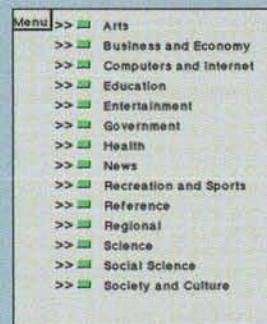 Menu >> Arts
>> Business and Economy
>> Computers and Internet
>> Education
>> Entertainment
>> Government
>> Health
>> News
>> Recreation and Sports
>> Reference
>> Regional
>> Science
>> Social Science
>> Society and Culture